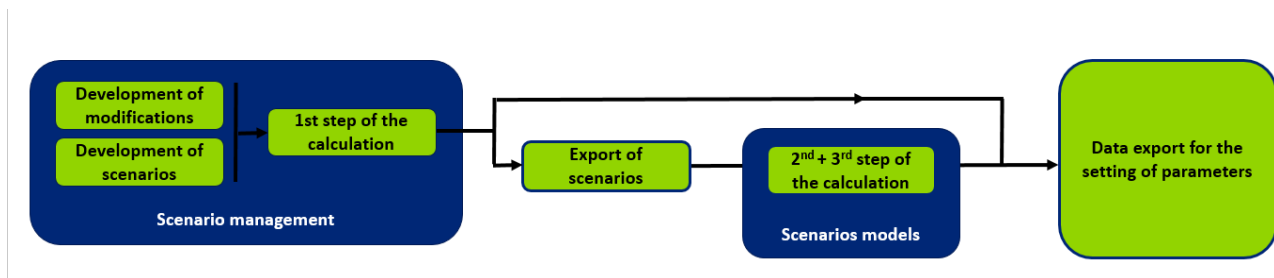 Development of
modifications
Development of
scenarios
1st step of the
calculation
Scenario management
Export of
scenarios
2nd + 3rd step of
the calculation
Scenarios models
Data export for the
setting of parameters